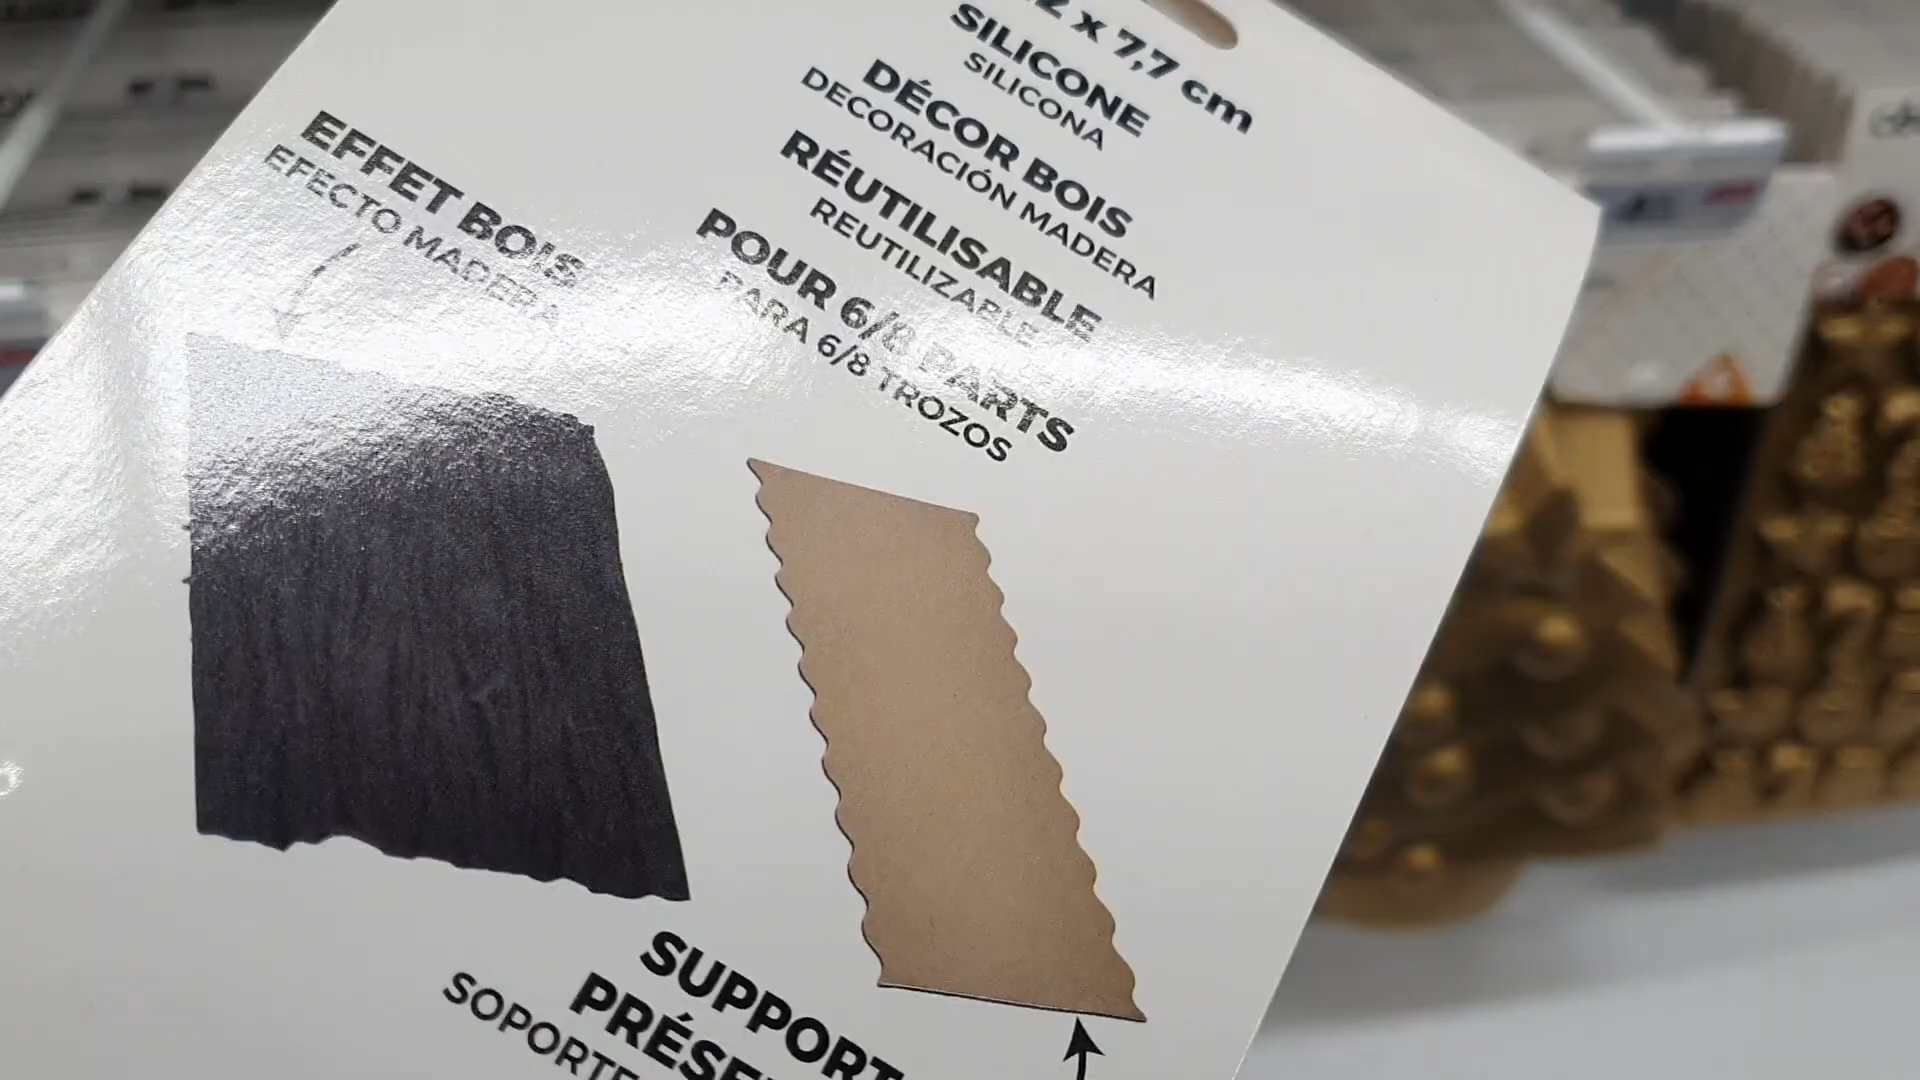 x 7,7 cm
SILICONE
SILICONA
DÉCOR BOIS
DECORACIÓN MADERA
RÉUTILISABLE
REUTILIZABLE
POUR 6/8 PARTS
PARA 6/8 TROZOS
EFFET BOIS
EFECTO MADERA
SUPPORT
SOPORTE